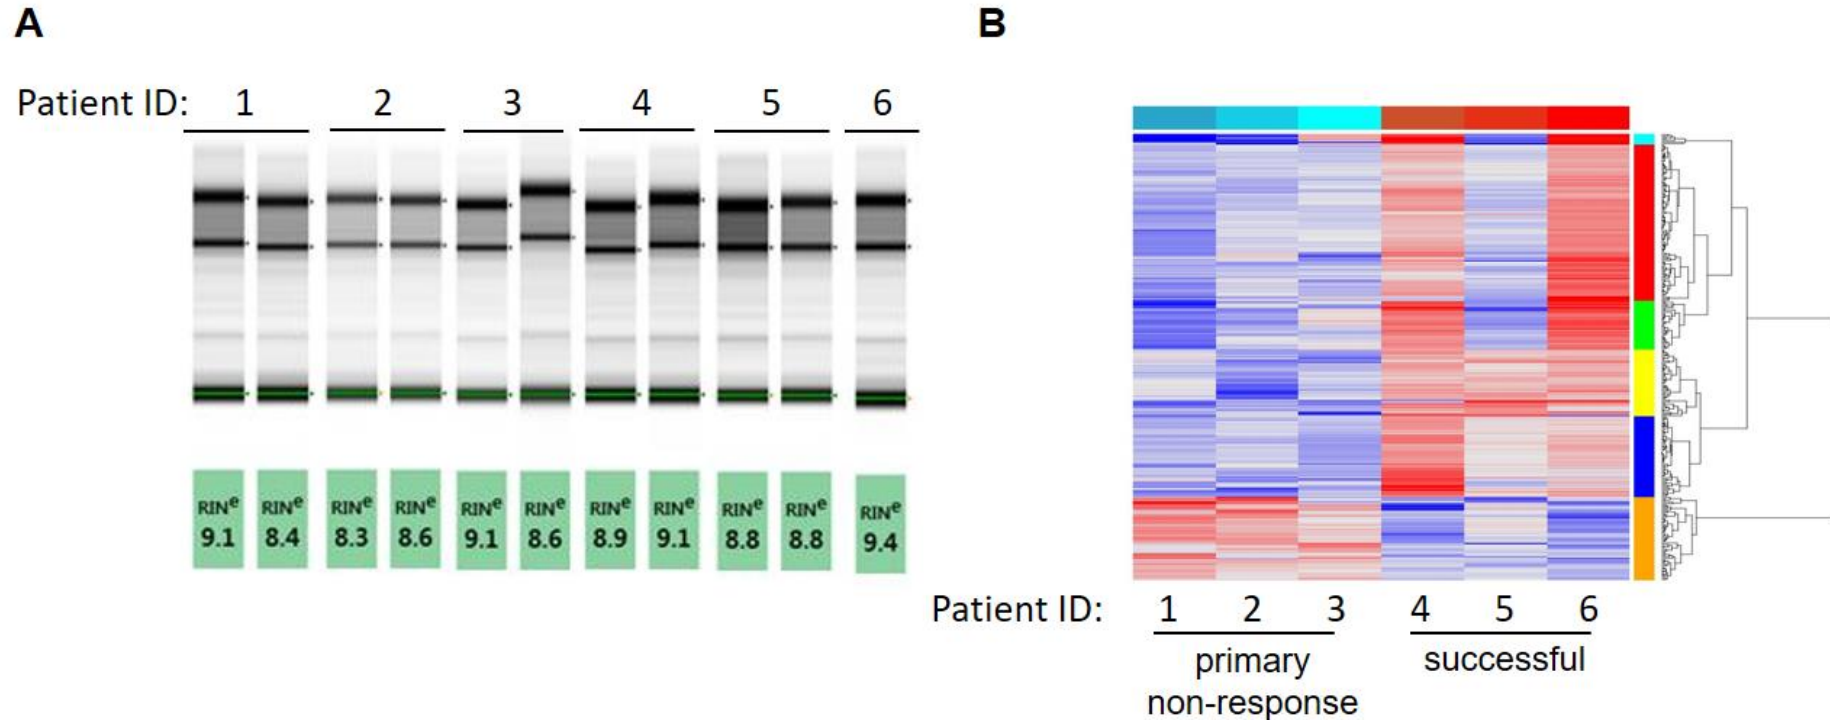 A
Patient ID: 1 2 3 4 5 6
RINe RINe RINe RINe RINe RINe RINe RINe RINe RINe RINe
9.1 8.4 8.3 8.6 9.1 8.6 8.9 9.1 8.8 8.8 9.4
B
Patient ID: 1 2 3 4 5 6
primary
non-response
successful